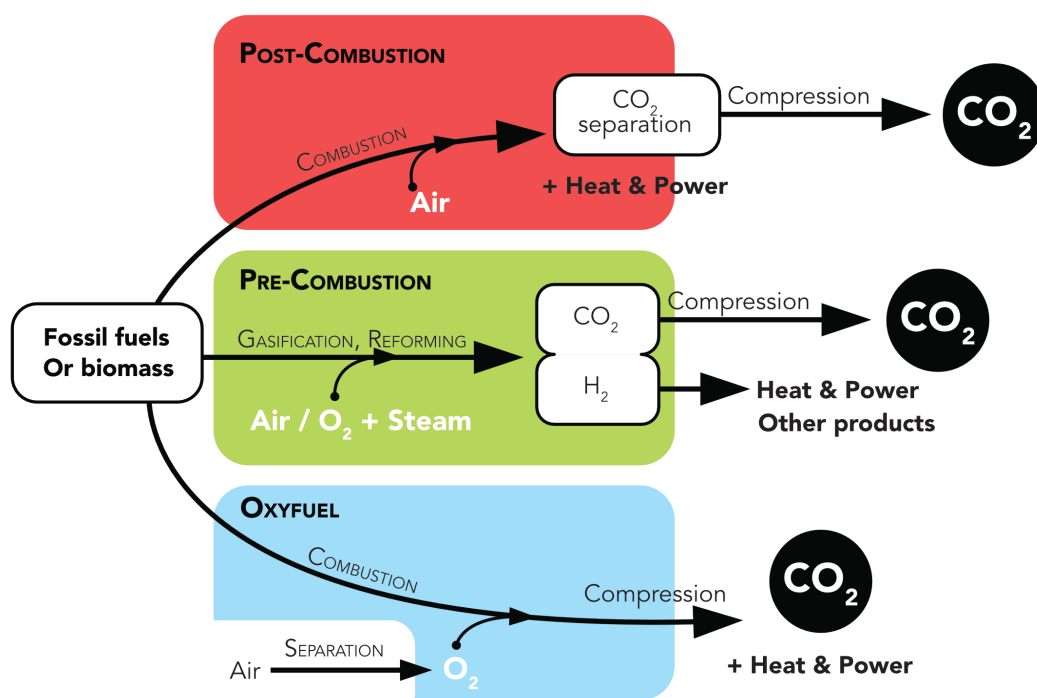 Post-Combustion
CO₂
separation
Compression
CO₂
Combustion
Air
+ Heat & Power
Pre-Combustion
Fossil fuels
Or biomass
Gasification, Reforming
Air / O₂ + Steam
CO₂
H₂
Compression
CO₂
Heat & Power
Other products
Oxyfuel
Combustion
Compression
CO₂
+ Heat & Power
Air
Separation
O₂